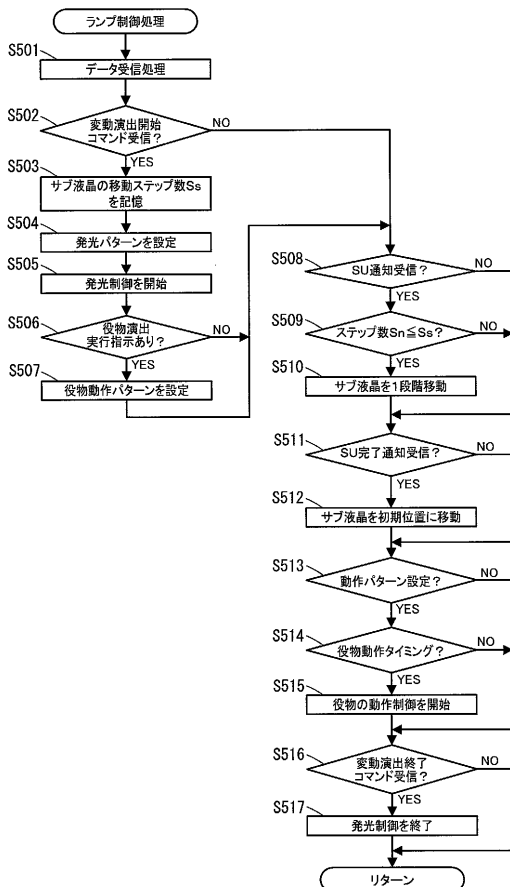 ランプ制御処理
S501
データ受信処理
S502
変動演出開始
コマンド受信?
NO
YES
S503
サブ液晶の移動ステップ数Ss
を記憶
S504
発光パターンを設定
S505
発光制御を開始
S506
役物演出
実行指示あり?
NO
YES
S507
役物動作パターンを設定
S508
SU通知受信?
NO
YES
S509
ステップ数Sn≦Ss?
NO
YES
S510
サブ液晶を1段階移動
S511
SU完了通知受信?
NO
YES
S512
サブ液晶を初期位置に移動
S513
動作パターン設定?
NO
YES
S514
役物動作タイミング?
NO
YES
S515
役物の動作制御を開始
S516
変動演出終了
コマンド受信?
NO
YES
S517
発光制御を終了
リターン